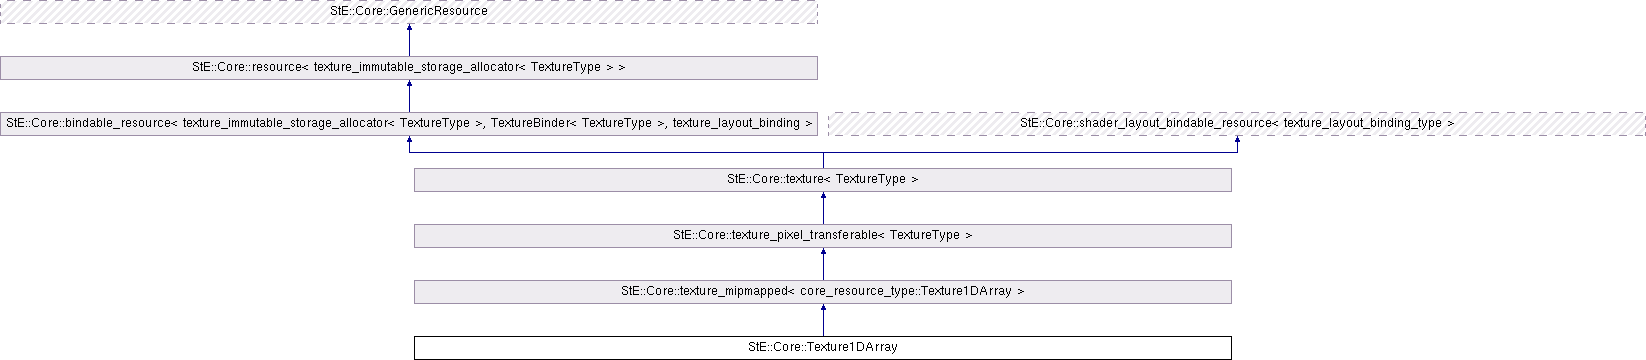 StE::Core::GenericResource
StE::Core::resource< texture_immutable_storage_allocator< TextureType > >
StE::Core::bindable_resource< texture_immutable_storage_allocator< TextureType >, TextureBinder< TextureType >, texture_layout_binding >
StE::Core::shader_layout_bindable_resource< texture_layout_binding_type >
StE::Core::texture< TextureType >
StE::Core::texture_pixel_transferable< TextureType >
StE::Core::texture_mipmapped< core_resource_type::Texture1DArray >
StE::Core::Texture1DArray